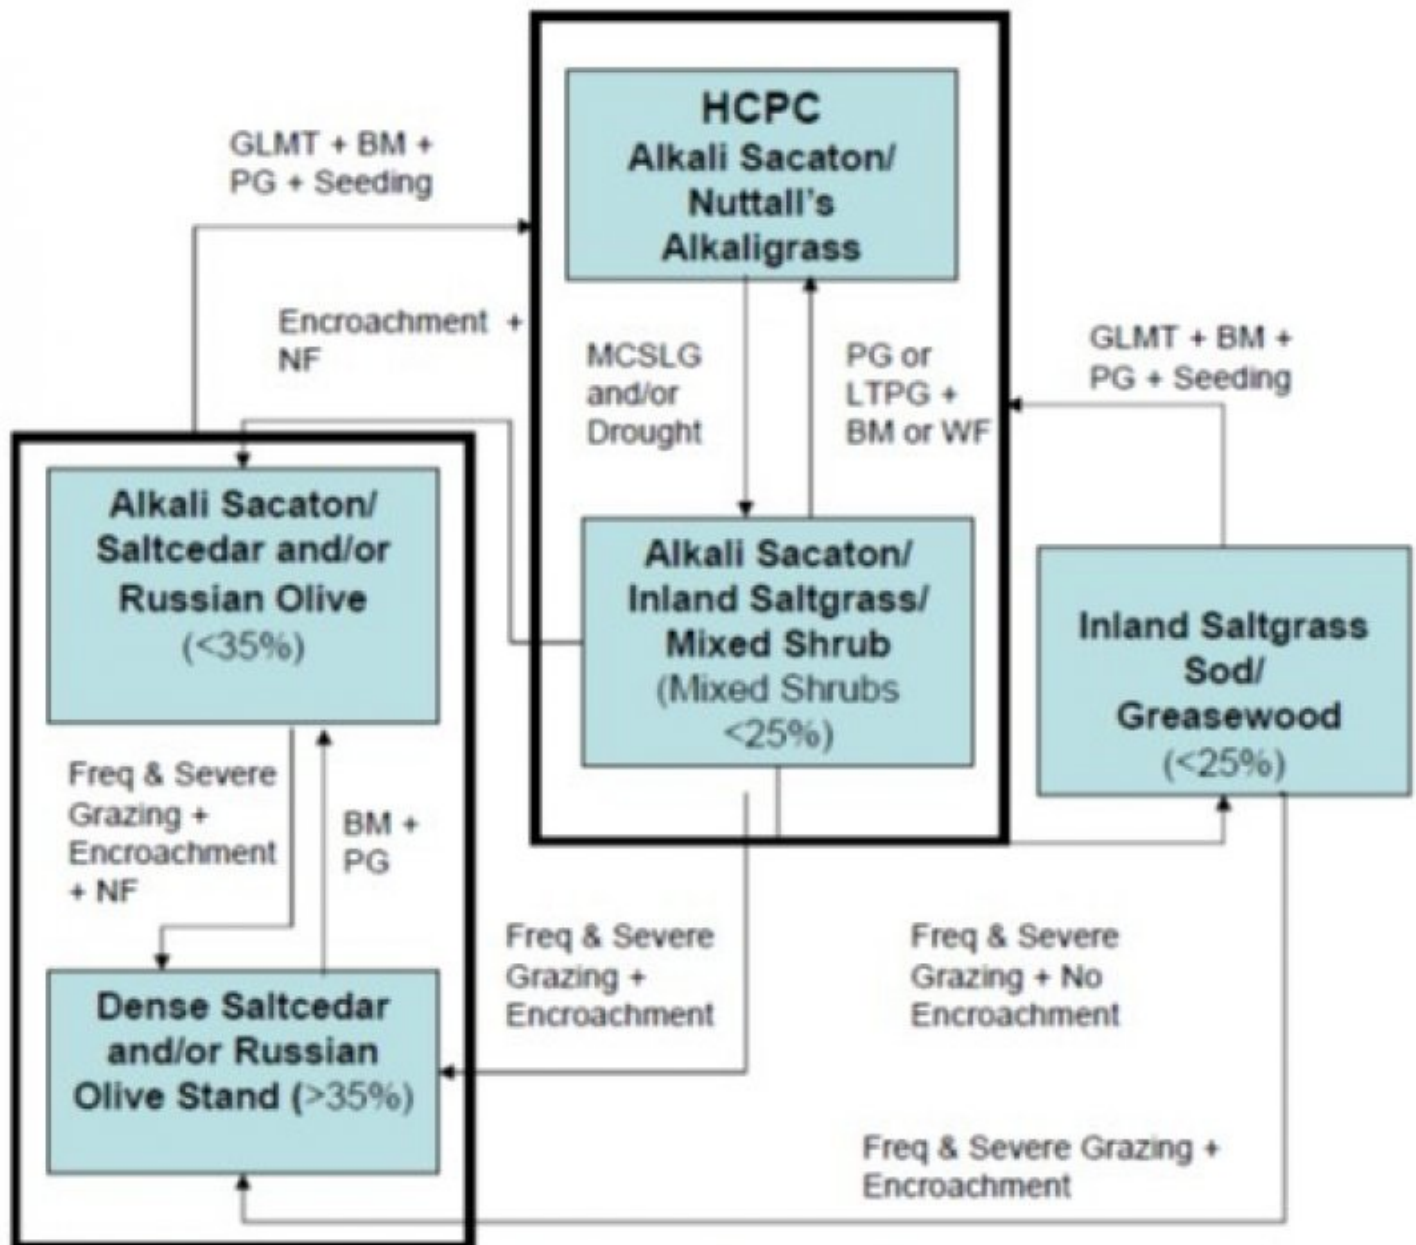 HCPC
Alkali Sacaton/
Nuttall's
Alkaligrass
GLMT + BM +
PG + Seeding
Encroachment +
NF
MCSLG
and/or
Drought
PG or
LTPG +
BM or WF
GLMT + BM +
PG + Seeding
Alkali Sacaton/
Saltcedar and/or
Russian Olive
(<35%)
Alkali Sacaton/
Inland Saltgrass/
Mixed Shrub
(Mixed Shrubs
<25%)
Inland Saltgrass
Sod/
Greasewood
(<25%)
Freq & Severe
Grazing +
Encroachment
+ NF
BM +
PG
Freq & Severe
Grazing +
Encroachment
Freq & Severe
Grazing + No
Encroachment
Dense Saltcedar
and/or Russian
Olive Stand (>35%)
Freq & Severe Grazing +
Encroachment